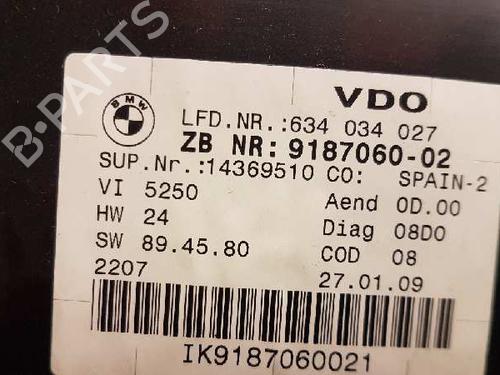 B-PARTS
BMW
VDO
LFD.NR.:634 034 027
ZB NR: 9187060-02
SUP.Nr.:14369510 CO: SPAIN-2
VI 5250 Aend 0D.00
HW 24 Diag 08D0
SW 89.45.80 COD 08
2207 27.01.09
IK9187060021